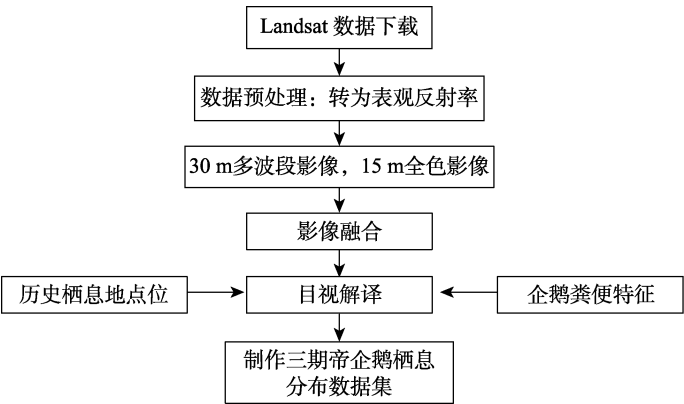 Landsat 数据下载
数据预处理：转为表观反射率
30 m多波段影像，15 m全色影像
影像融合
历史栖息地点位
目视解译
企鹅粪便特征
制作三期帝企鹅栖息
分布数据集